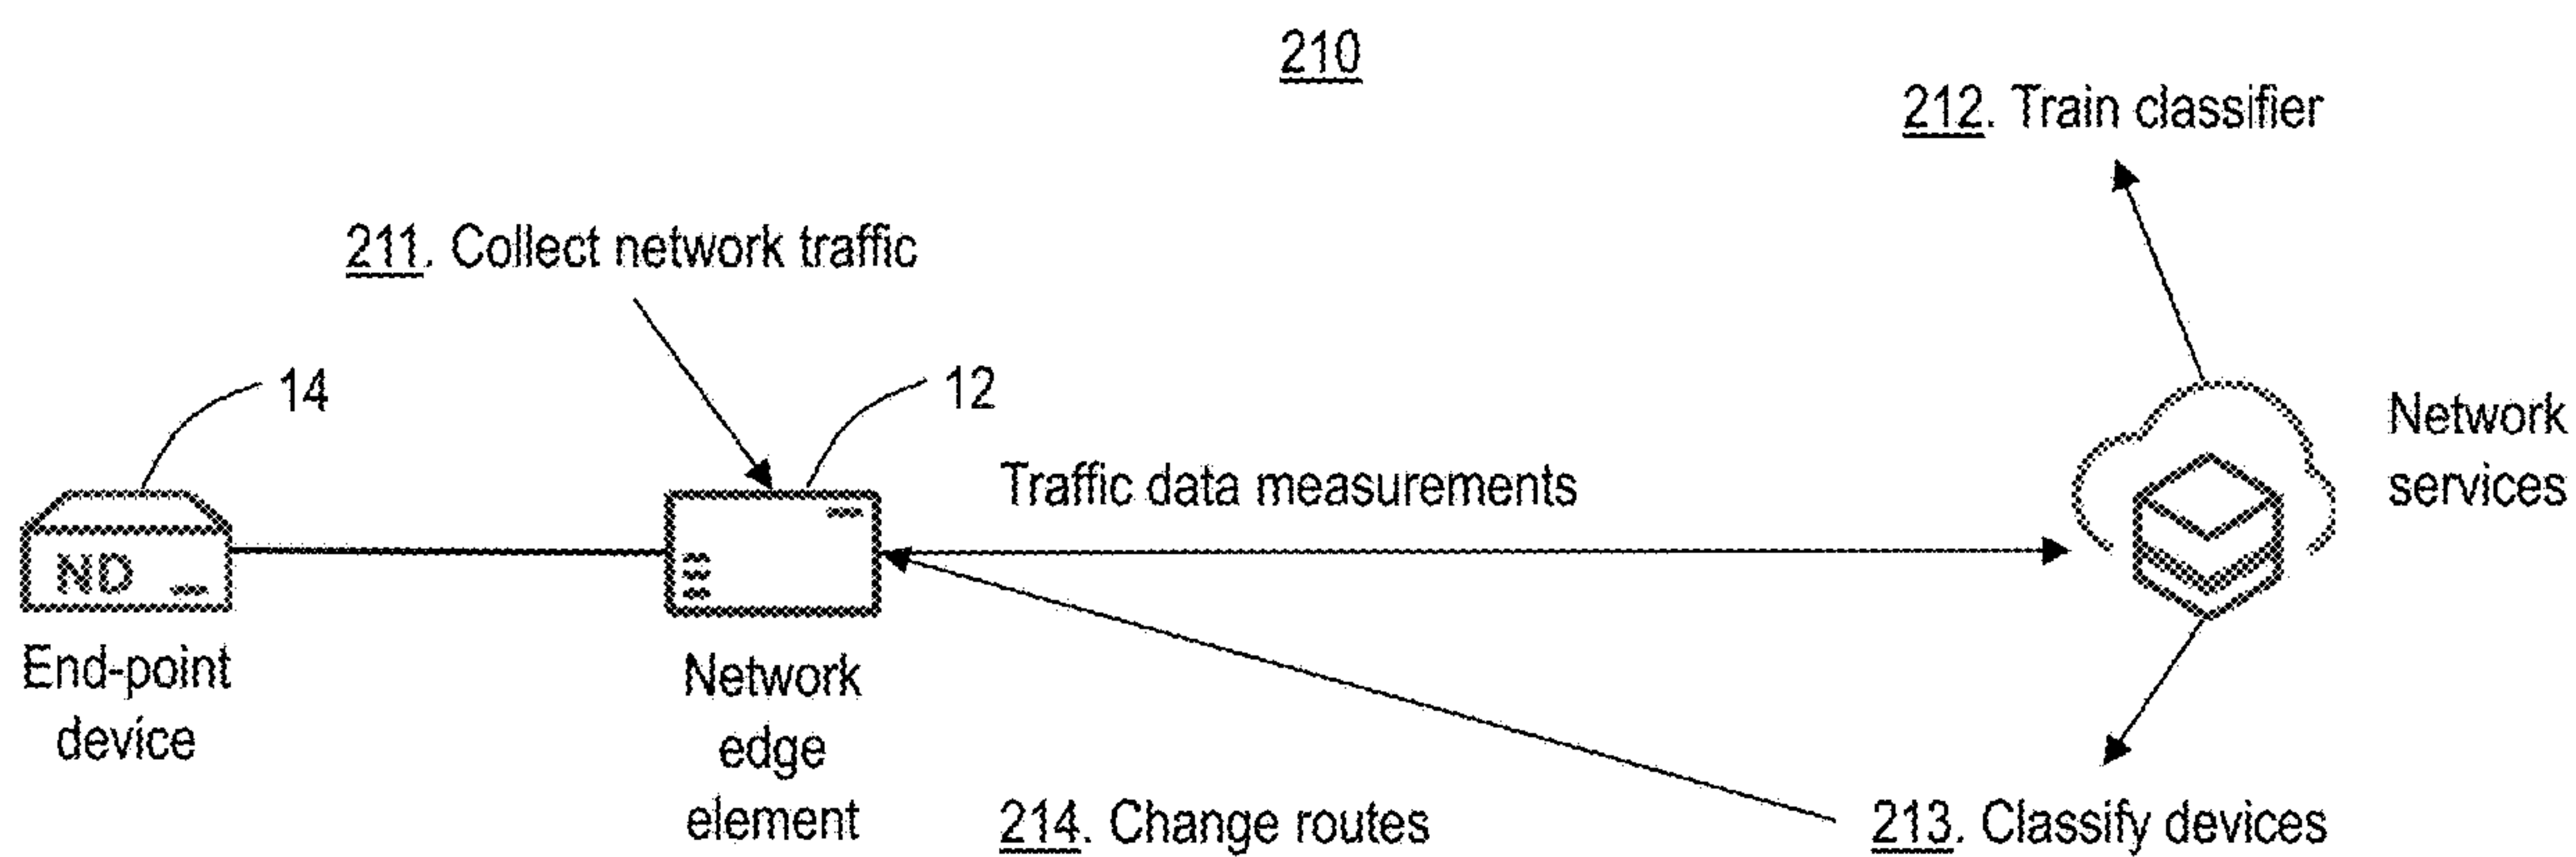 210
212. Train classifier
211. Collect network traffic
14
12
Network
services
Traffic data measurements
ND
End-point
device
Network
edge
element
214. Change routes
213. Classify devices